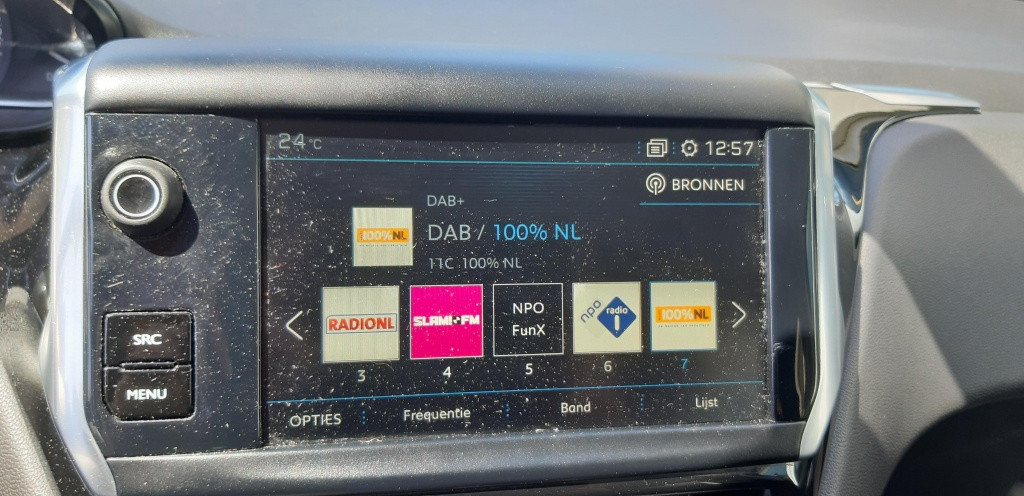 24°C
12:57
BRONNEN
DAB+
100%NL
DAB / 100% NL
11C 100% NL
RADIONL
SLAM! FM
NPO
FunX
npo
radio
1
100%NL
3
4
5
6
7
SRC
MENU
OPTIES
Frequentie
Band
Lijst